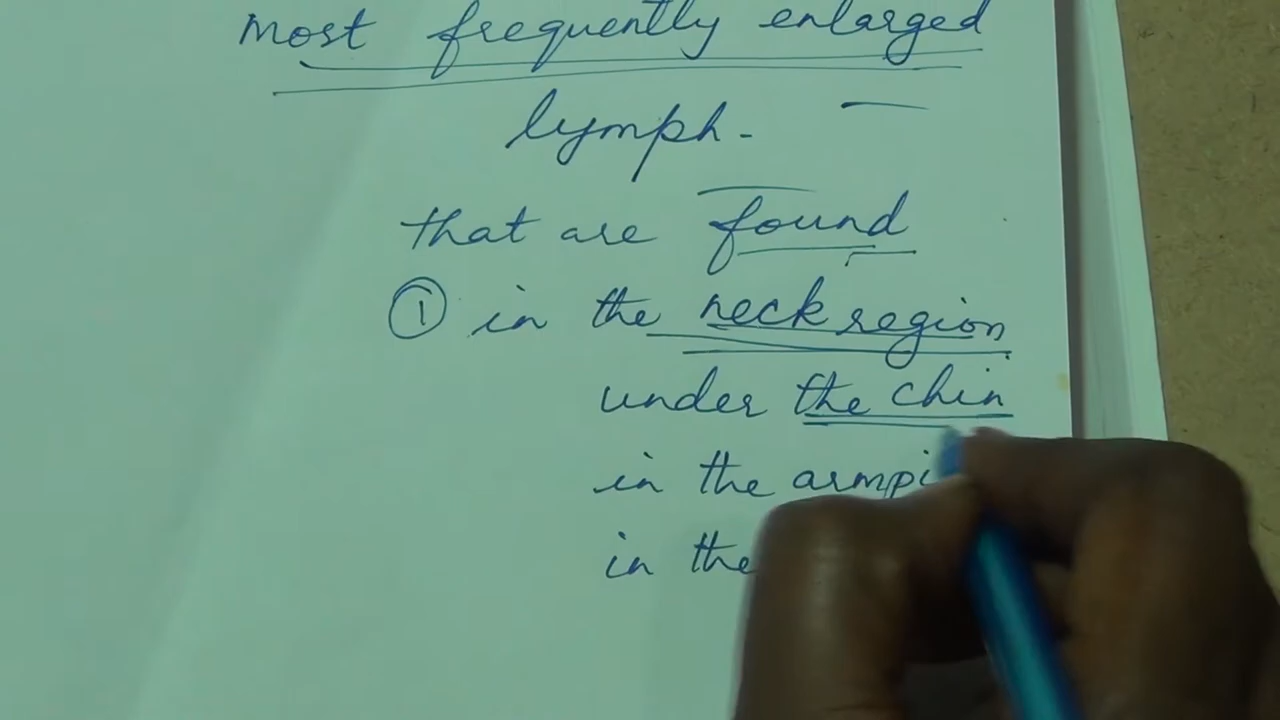 most frequently enlarged
lymph -
that are found
① in the neck region
under the chin
in the
in the